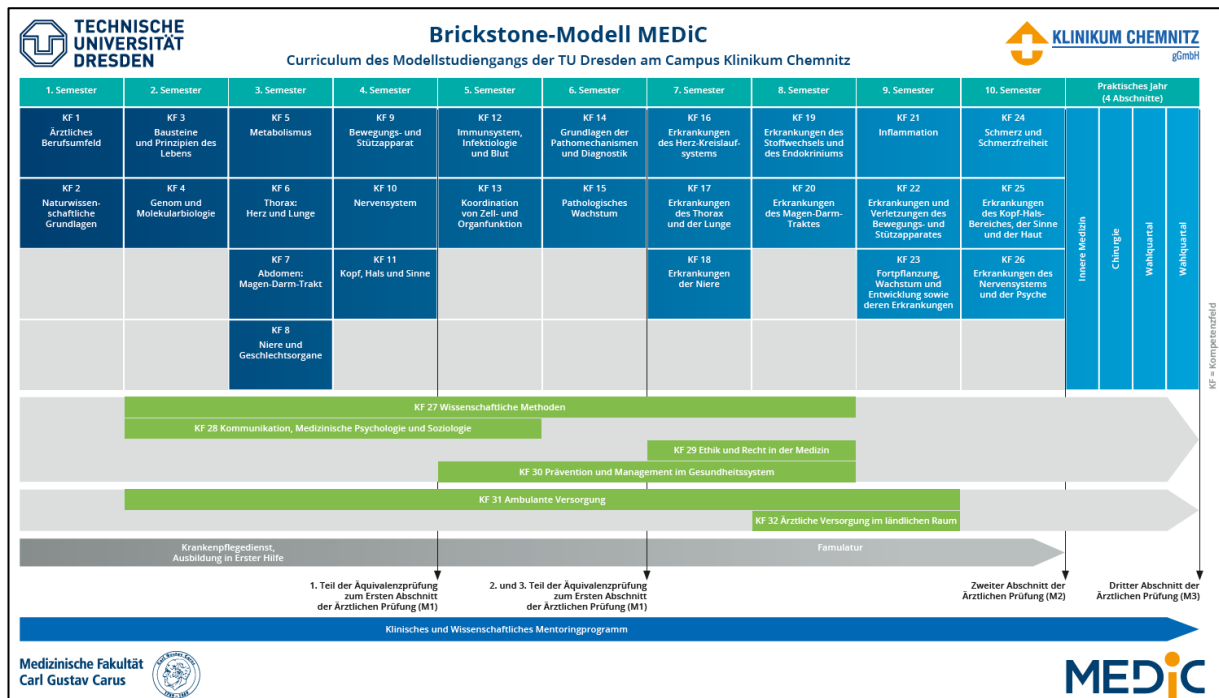 TECHNISCHE
UNIVERSITÄT
DRESDEN
Brickstone-Modell MEDiC
Curriculum des Modellstudiengangs der TU Dresden am Campus Klinikum Chemnitz
KLINIKUM CHEMNITZ
gGmbH
1. Semester
2. Semester
3. Semester
4. Semester
5. Semester
6. Semester
7. Semester
8. Semester
9. Semester
10. Semester
Praktisches Jahr
(4 Abschnitte)
KF 1
Ärztliches
Berufsumfeld
KF 3
Bausteine
und Prinzipien des
Lebens
KF 5
Metabolismus
KF 9
Bewegungs- und
Stützapparat
KF 12
Immunsystem,
Infektiologie
und Blut
KF 14
Grundlagen der
Pathomechanismen
und Diagnostik
KF 16
Erkrankungen
des Herz-Kreislauf-
systems
KF 19
Erkrankungen des
Stoffwechsels und
des Endokriniums
KF 21
Inflammation
KF 24
Schmerz und
Schmerzfreiheit
KF 2
Naturwissen-
schaftliche
Grundlagen
KF 4
Genom und
Molekularbiologie
KF 6
Thorax:
Herz und Lunge
KF 10
Nervensystem
KF 13
Koordination
von Zell- und
Organfunktion
KF 15
Pathologisches
Wachstum
KF 17
Erkrankungen
des Thorax
und der Lunge
KF 20
Erkrankungen
des Magen-Darm-
Traktes
KF 22
Erkrankungen und
Verletzungen des
Bewegungs- und
Stützapparates
KF 25
Erkrankungen
des Kopf-Hals-
Bereiches, der Sinne
und der Haut
KF 7
Abdomen:
Magen-Darm-Trakt
KF 11
Kopf, Hals und Sinne
KF 18
Erkrankungen
der Niere
KF 23
Fortpflanzung,
Wachstum und
Entwicklung sowie
deren Erkrankungen
KF 26
Erkrankungen des
Nervensystems
und der Psyche
KF 8
Niere und
Geschlechtsorgane
Innere Medizin
Chirurgie
Wahlquartal
Wahlquartal
KF = Kompetenzfeld
KF 27 Wissenschaftliche Methoden
KF 28 Kommunikation, Medizinische Psychologie und Soziologie
KF 29 Ethik und Recht in der Medizin
KF 30 Prävention und Management im Gesundheitssystem
KF 31 Ambulante Versorgung
KF 32 Ärztliche Versorgung im ländlichen Raum
Krankenpflegedienst,
Ausbildung in Erster Hilfe
Famulatur
1. Teil der Äquivalenzprüfung
zum Ersten Abschnitt
der Ärztlichen Prüfung (M1)
2. und 3. Teil der Äquivalenzprüfung
zum Ersten Abschnitt
der Ärztlichen Prüfung (M1)
Zweiter Abschnitt der
Ärztlichen Prüfung (M2)
Dritter Abschnitt der
Ärztlichen Prüfung (M3)
Klinisches und Wissenschaftliches Mentoringprogramm
Medizinische Fakultät
Carl Gustav Carus
MEDiC